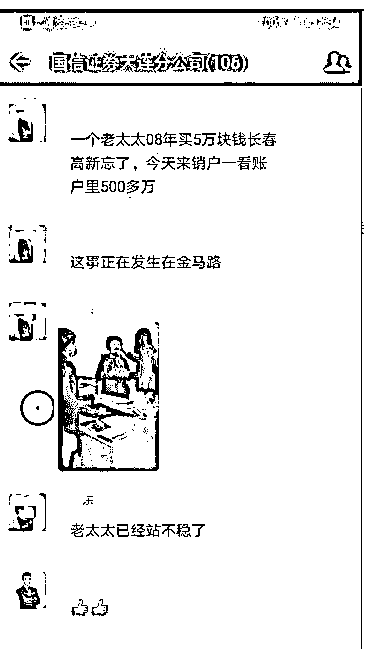 国信证券大连分公司(106)
一个老太太08年买5万块钱长春
高新忘了，今天来销户一看账
户里500多万
这事正在发生在金马路
老太太已经站不稳了